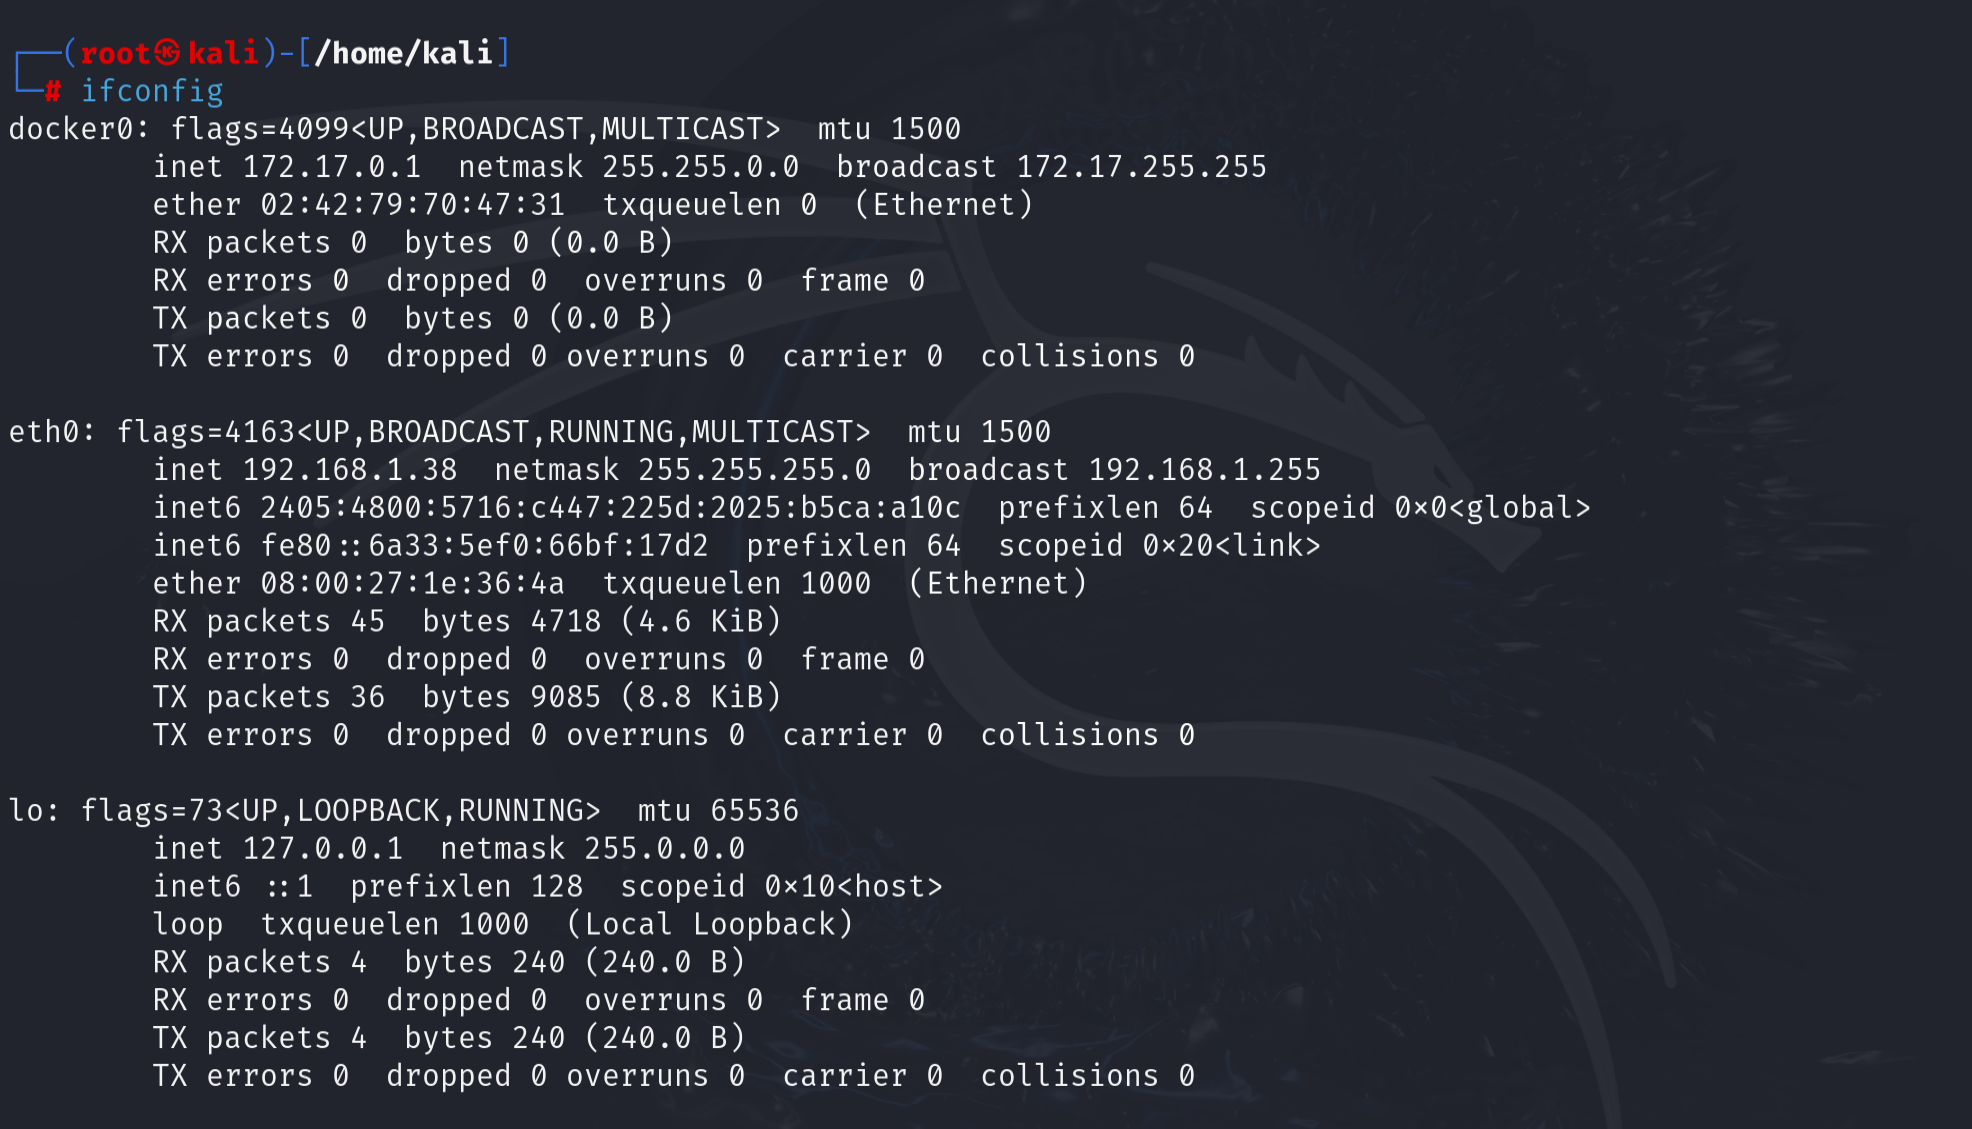 ┌──(root㉿kali)-[/home/kali]
└─# ifconfig
docker0: flags=4099<UP,BROADCAST,MULTICAST>  mtu 1500
        inet 172.17.0.1  netmask 255.255.0.0  broadcast 172.17.255.255
        ether 02:42:79:70:47:31  txqueuelen 0  (Ethernet)
        RX packets 0  bytes 0 (0.0 B)
        RX errors 0  dropped 0  overruns 0  frame 0
        TX packets 0  bytes 0 (0.0 B)
        TX errors 0  dropped 0 overruns 0  carrier 0  collisions 0

eth0: flags=4163<UP,BROADCAST,RUNNING,MULTICAST>  mtu 1500
        inet 192.168.1.38  netmask 255.255.255.0  broadcast 192.168.1.255
        inet6 2405:4800:5716:c447:225d:2025:b5ca:a10c  prefixlen 64  scopeid 0x0<global>
        inet6 fe80::6a33:5ef0:66bf:17d2  prefixlen 64  scopeid 0x20<link>
        ether 08:00:27:1e:36:4a  txqueuelen 1000  (Ethernet)
        RX packets 45  bytes 4718 (4.6 KiB)
        RX errors 0  dropped 0  overruns 0  frame 0
        TX packets 36  bytes 9085 (8.8 KiB)
        TX errors 0  dropped 0 overruns 0  carrier 0  collisions 0

lo: flags=73<UP,LOOPBACK,RUNNING>  mtu 65536
        inet 127.0.0.1  netmask 255.0.0.0
        inet6 ::1  prefixlen 128  scopeid 0x10<host>
        loop  txqueuelen 1000  (Local Loopback)
        RX packets 4  bytes 240 (240.0 B)
        RX errors 0  dropped 0  overruns 0  frame 0
        TX packets 4  bytes 240 (240.0 B)
        TX errors 0  dropped 0 overruns 0  carrier 0  collisions 0